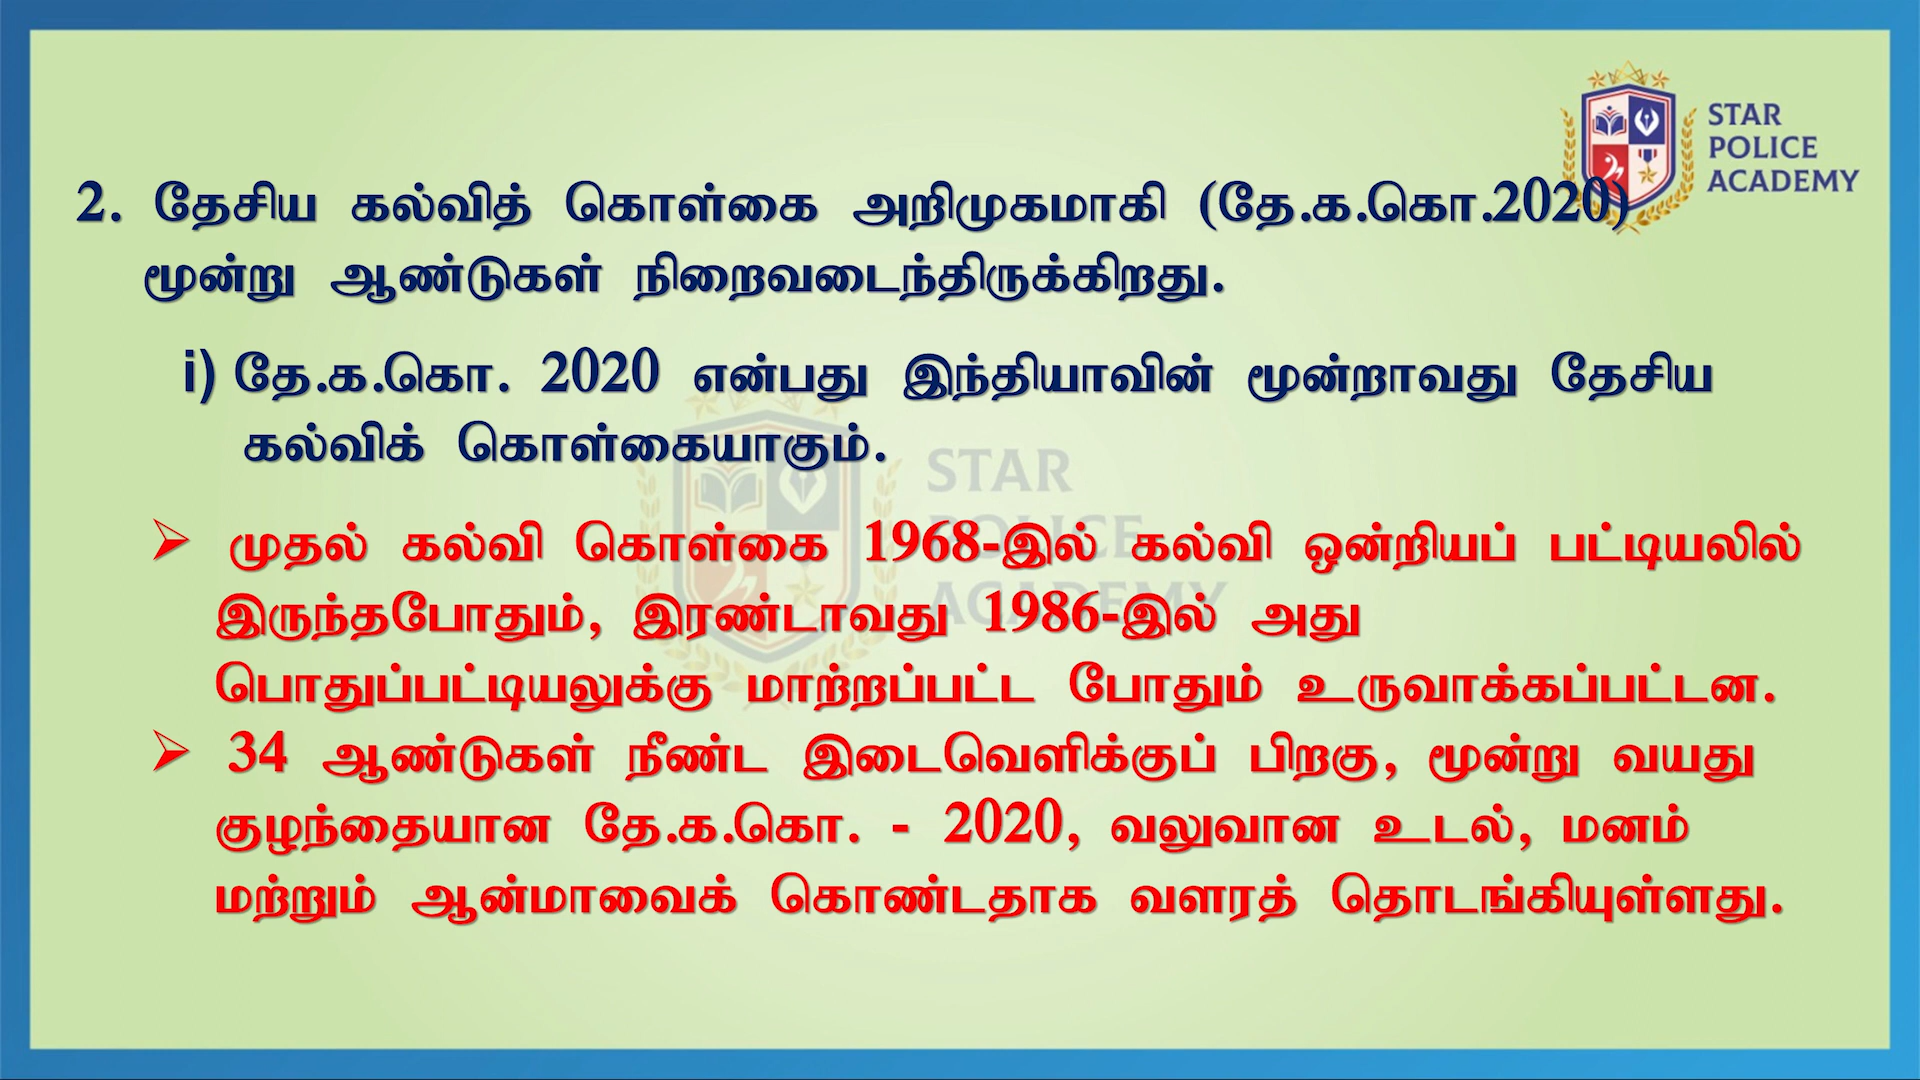 STAR
POLICE
ACADEMY
2. தேசிய கல்வித் கொள்கை அறிமுகமாகி (தே.க.கொ.2020)
மூன்று ஆண்டுகள் நிறைவடைந்திருக்கிறது.
i) தே.க.கொ. 2020 என்பது இந்தியாவின் மூன்றாவது தேசிய
கல்விக் கொள்கையாகும்.
STAR
POLICE
ACADEMY
➢ முதல் கல்வி கொள்கை 1968-இல் கல்வி ஒன்றியப் பட்டியலில்
இருந்தபோதும், இரண்டாவது 1986-இல் அது
பொதுப்பட்டியலுக்கு மாற்றப்பட்ட போதும் உருவாக்கப்பட்டன.
➢ 34 ஆண்டுகள் நீண்ட இடைவெளிக்குப் பிறகு, மூன்று வயது
குழந்தையான தே.க.கொ. - 2020, வலுவான உடல், மனம்
மற்றும் ஆன்மாவைக் கொண்டதாக வளரத் தொடங்கியுள்ளது.